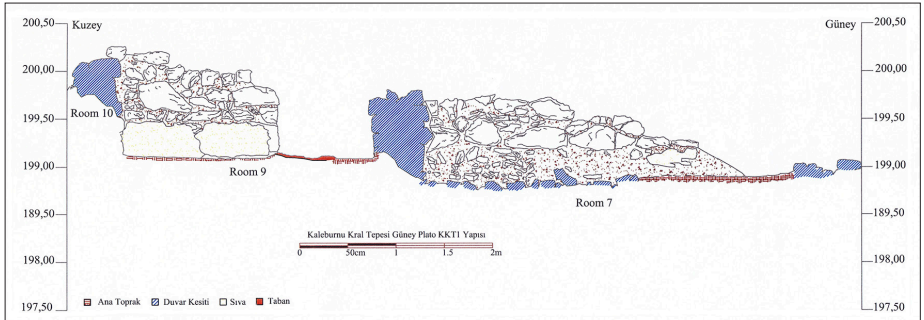 200,50 Kuzey Güney 200,50
200,00 200,00
Room 10
199,50 199,50
199,00 199,00
Room 9
Room 7
189,50 189,50
Kaleburnu Kral Tepesi Güney Plato KKT1 Yapısı
0 50cm 1 1.5 2m
198,00 198,00
Ana Toprak Duvar Kesiti Sıva Taban
197,50 197,50